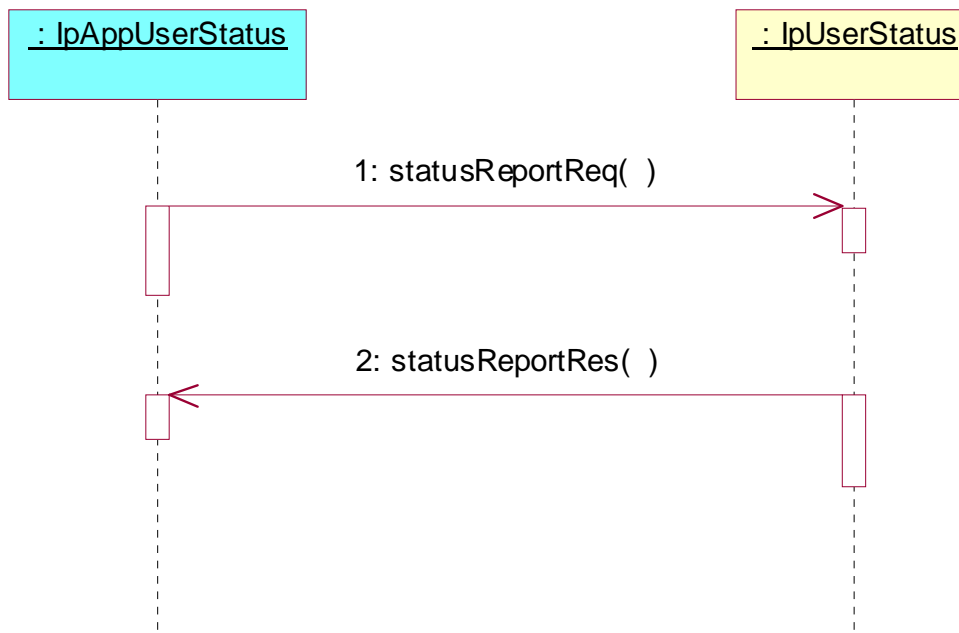 : IpAppUserStatus
: IpUserStatus
1: statusReportReq( )
2: statusReportRes( )